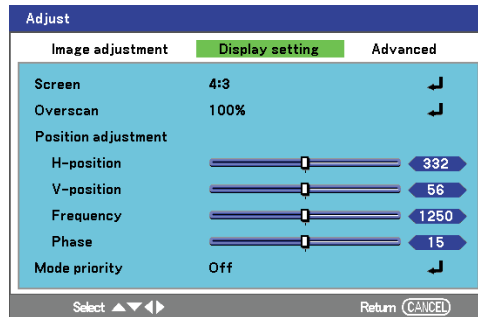 Adjust
Image adjustment Display setting Advanced
Screen 4:3
Overscan 100%
Position adjustment
H-position 332
V-position 56
Frequency 1250
Phase 15
Mode priority Off
Select Return CANCEL